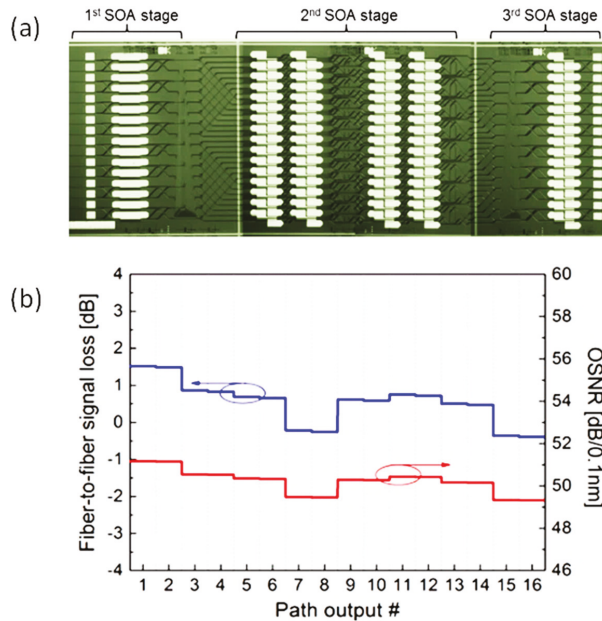 (a)
1st SOA stage 2nd SOA stage 3rd SOA stage
(b)
Fiber-to-fiber signal loss [dB]
4
3
2
1
0
-1
-2
-3
-4
60
58
56
54
52
50
48
46
OSNR [dB/0.1nm]
1 2 3 4 5 6 7 8 9 10 11 12 13 14 15 16
Path output #